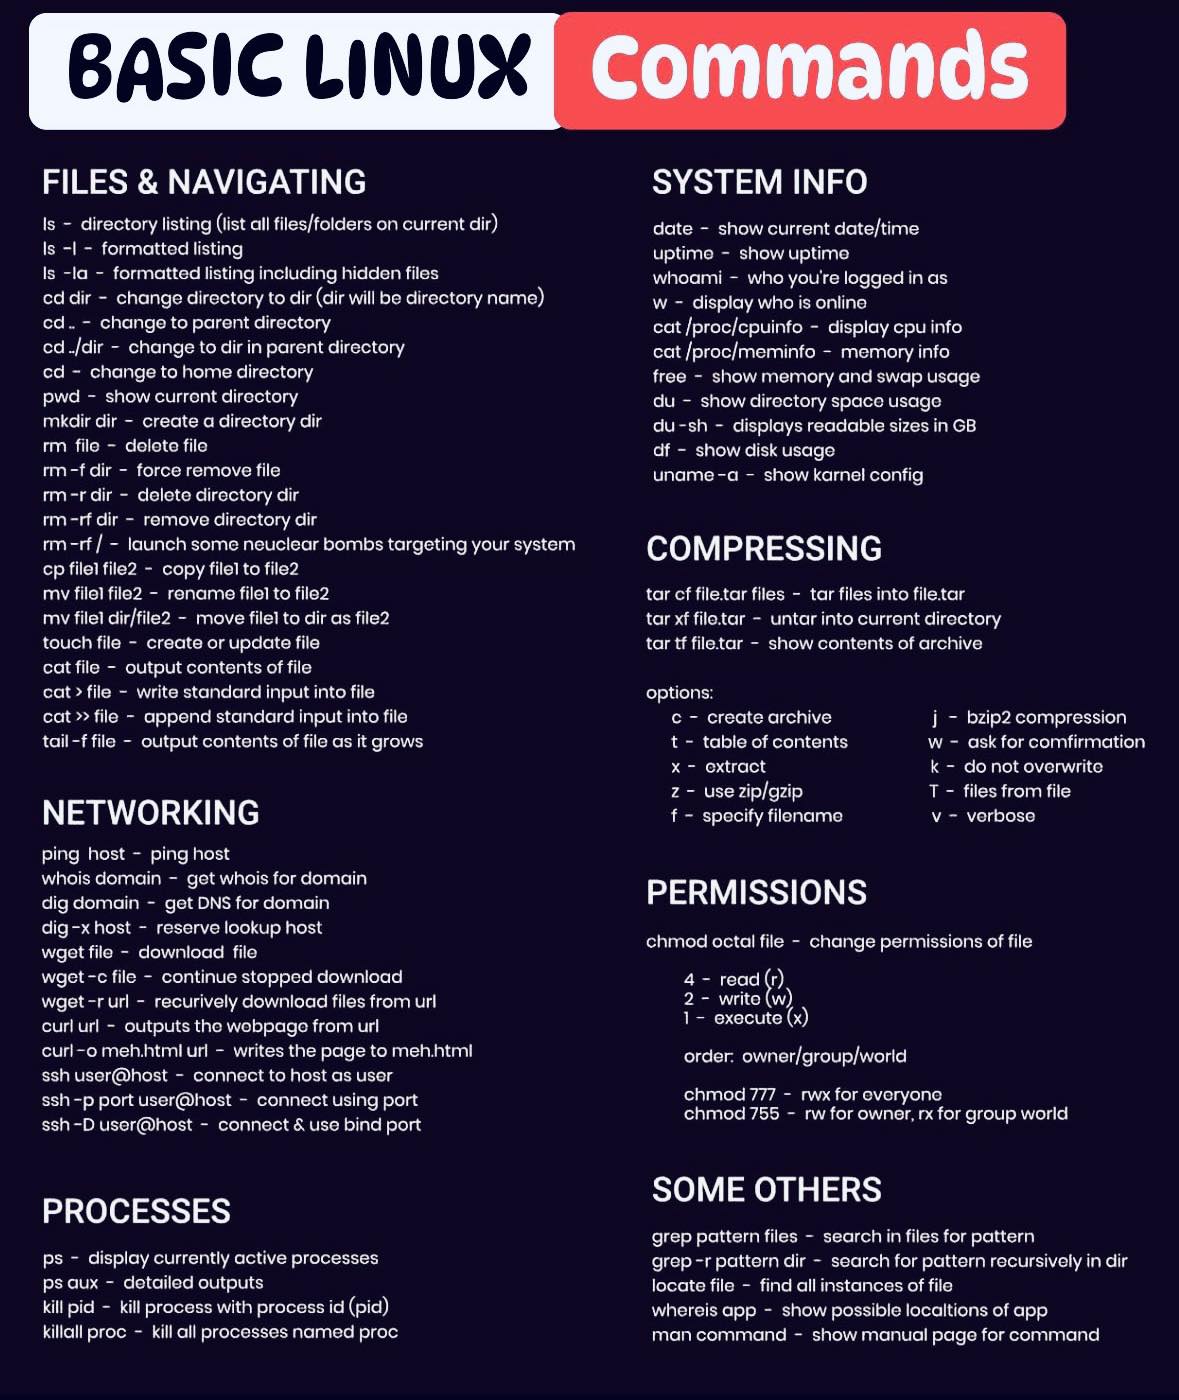 BASIC LINUX Commands
FILES & NAVIGATING
ls - directory listing (list all files/folders on current dir)
ls -l - formatted listing
ls -la - formatted listing including hidden files
cd dir - change directory to dir (dir will be directory name)
cd .. - change to parent directory
cd ../dir - change to dir in parent directory
cd - change to home directory
pwd - show current directory
mkdir dir - create a directory dir
rm file - delete file
rm -f dir - force remove file
rm -r dir - delete directory dir
rm -rf dir - remove directory dir
rm -rf / - launch some neuclear bombs targeting your system
cp file1 file2 - copy file1 to file2
mv file1 file2 - rename file1 to file2
mv file1 dir/file2 - move file1 to dir as file2
touch file - create or update file
cat file - output contents of file
cat > file - write standard input into file
cat >> file - append standard input into file
tail -f file - output contents of file as it grows
NETWORKING
ping host - ping host
whois domain - get whois for domain
dig domain - get DNS for domain
dig -x host - reserve lookup host
wget file - download file
wget -c file - continue stopped download
wget -r url - recurively download files from url
curl url - outputs the webpage from url
curl -o meh.html url - writes the page to meh.html
ssh user@host - connect to host as user
ssh -p port user@host - connect using port
ssh -D user@host - connect & use bind port
PROCESSES
ps - display currently active processes
ps aux - detailed outputs
kill pid - kill process with process id (pid)
killall proc - kill all processes named proc
SYSTEM INFO
date - show current date/time
uptime - show uptime
whoami - who you're logged in as
w - display who is online
cat /proc/cpuinfo - display cpu info
cat /proc/meminfo - memory info
free - show memory and swap usage
du - show directory space usage
du -sh - displays readable sizes in GB
df - show disk usage
uname -a - show karnel config
COMPRESSING
tar cf file.tar files - tar files into file.tar
tar xf file.tar - untar into current directory
tar tf file.tar - show contents of archive
options:
c - create archive
t - table of contents
x - extract
z - use zip/gzip
f - specify filename
j - bzip2 compression
w - ask for comfirmation
k - do not overwrite
T - files from file
v - verbose
PERMISSIONS
chmod octal file - change permissions of file
4 - read (r)
2 - write (w)
1 - execute (x)
order: owner/group/world
chmod 777 - rwx for everyone
chmod 755 - rw for owner, rx for group world
SOME OTHERS
grep pattern files - search in files for pattern
grep -r pattern dir - search for pattern recursively in dir
locate file - find all instances of file
whereis app - show possible localtions of app
man command - show manual page for command